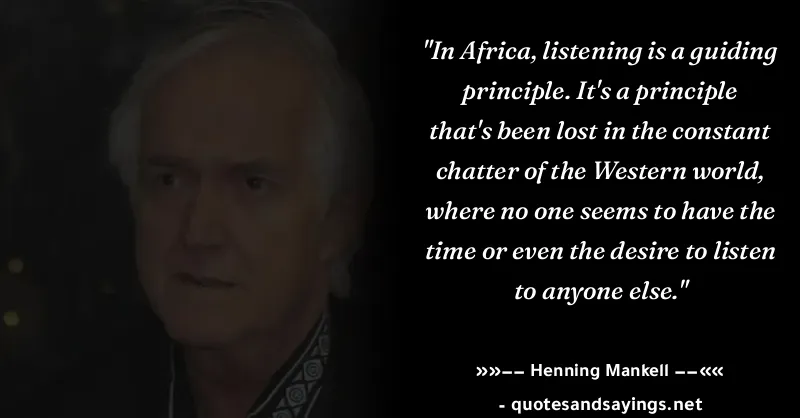 "In Africa, listening is a guiding
principle. It's a principle
that's been lost in the constant
chatter of the Western world,
where no one seems to have the
time or even the desire to listen
to anyone else."
»»−− Henning Mankell −−««
- quotesandsayings.net